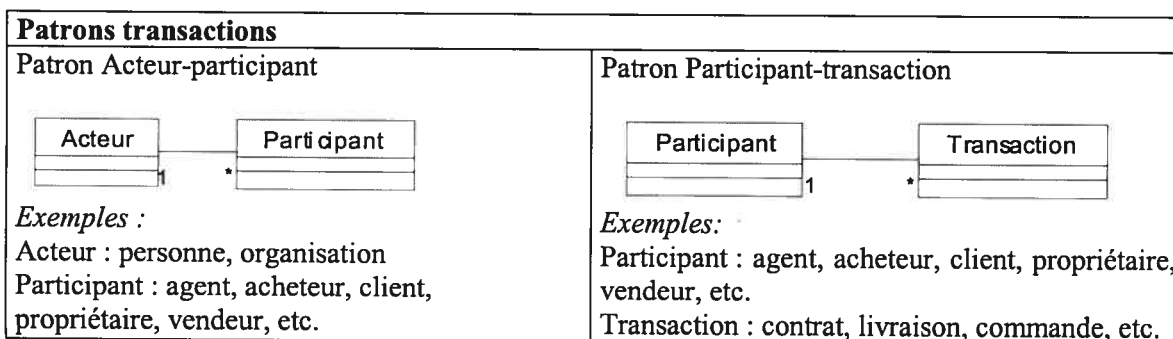 Patrons transactions
Patron Acteur-participant
Acteur
Participant
1
*
Exemples :
Acteur : personne, organisation
Participant : agent, acheteur, client,
propriétaire, vendeur, etc.
Patron Participant-transaction
Participant
Transaction
1
*
Exemples:
Participant : agent, acheteur, client, propriétaire,
vendeur, etc.
Transaction : contrat, livraison, commande, etc.